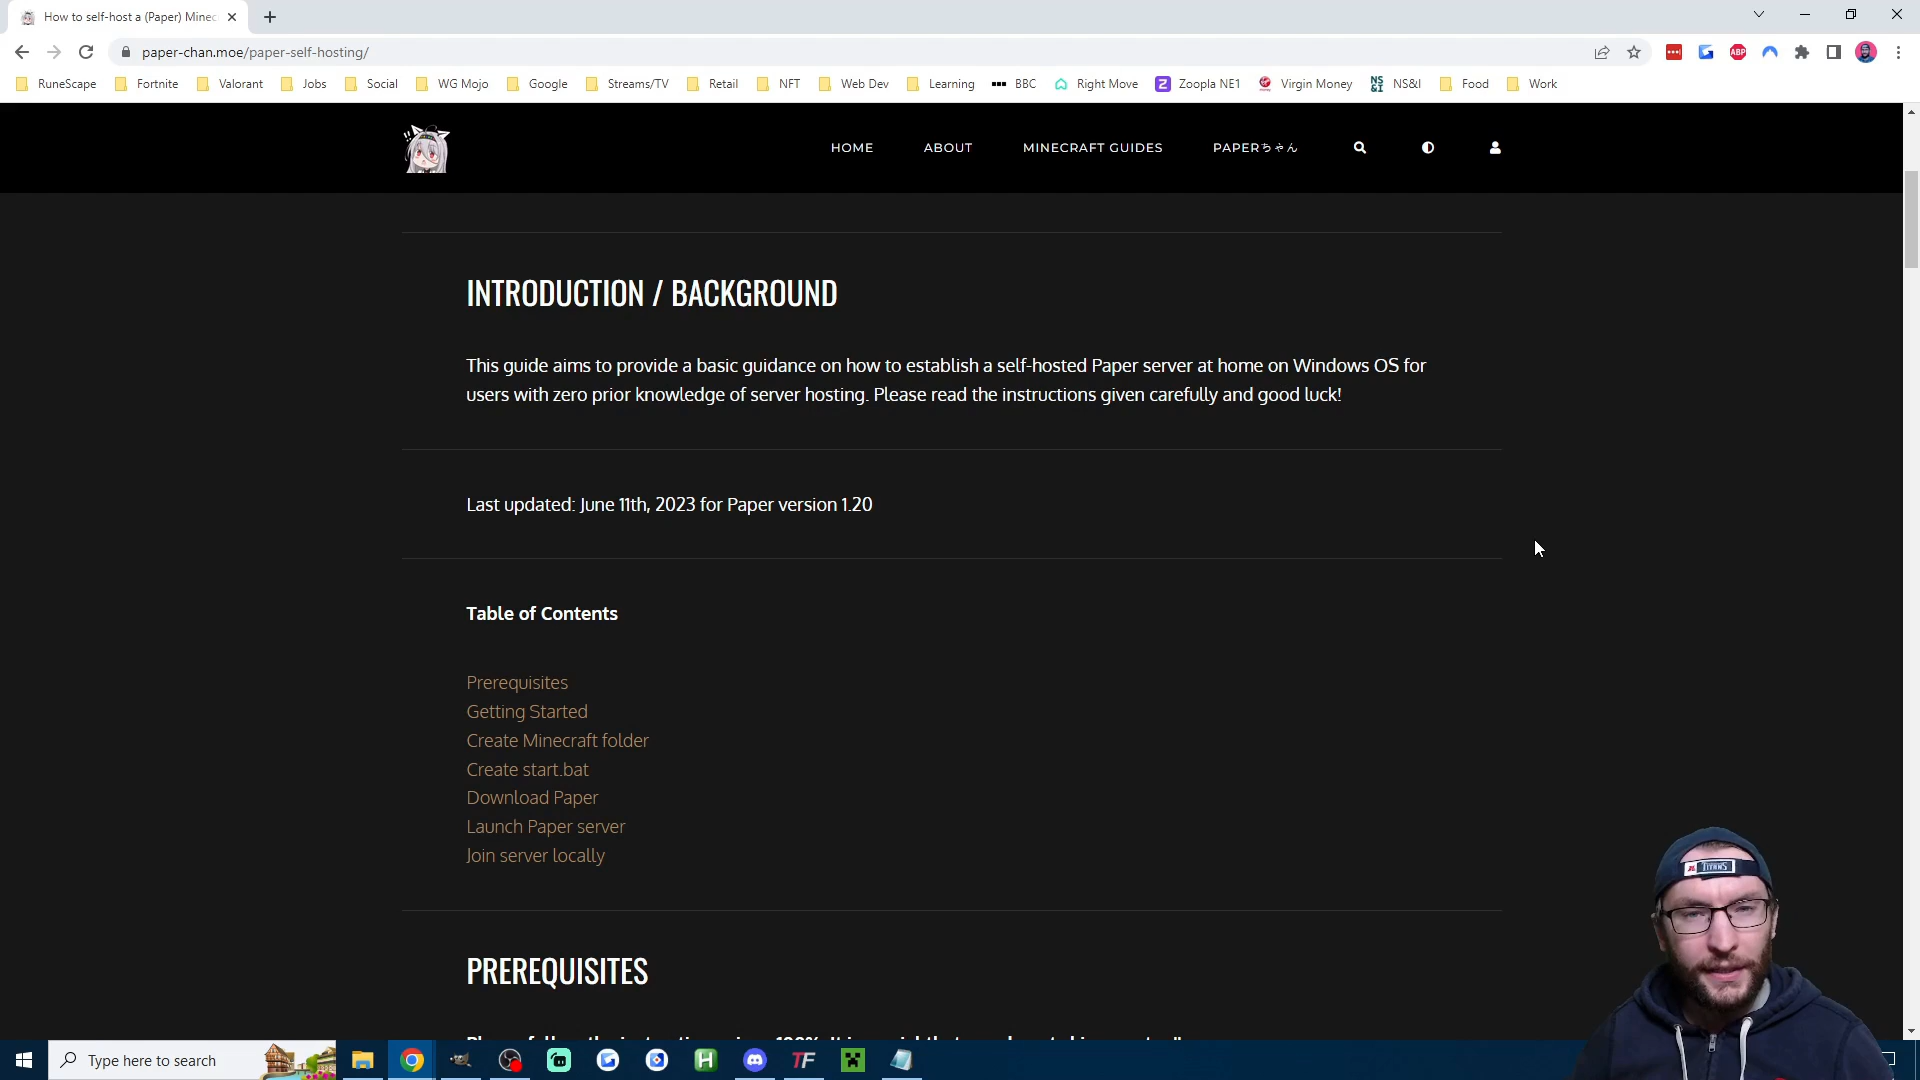 How to self-host a (Paper) Minec
paper-chan.moe/paper-self-hosting/
ABP
RuneScape
Fortnite
Valorant
Jobs
Social
WG Mojo
Google
Streams/TV
Retail
NFT
Web Dev
Learning
BBC
Right Move
Z
Zoopla NE1
Virgin Money
NS&I
NS&I
Food
Work
HOME
ABOUT
MINECRAFT GUIDES
PAPERちゃん
INTRODUCTION / BACKGROUND
This guide aims to provide a basic guidance on how to establish a self-hosted Paper server at home on Windows OS for
users with zero prior knowledge of server hosting. Please read the instructions given carefully and good luck!
Last updated: June 11th, 2023 for Paper version 1.20
Table of Contents
Prerequisites
Getting Started
Create Minecraft folder
Create start.bat
Download Paper
Launch Paper server
Join server locally
PREREQUISITES
TITANS
Type here to search
H
TF